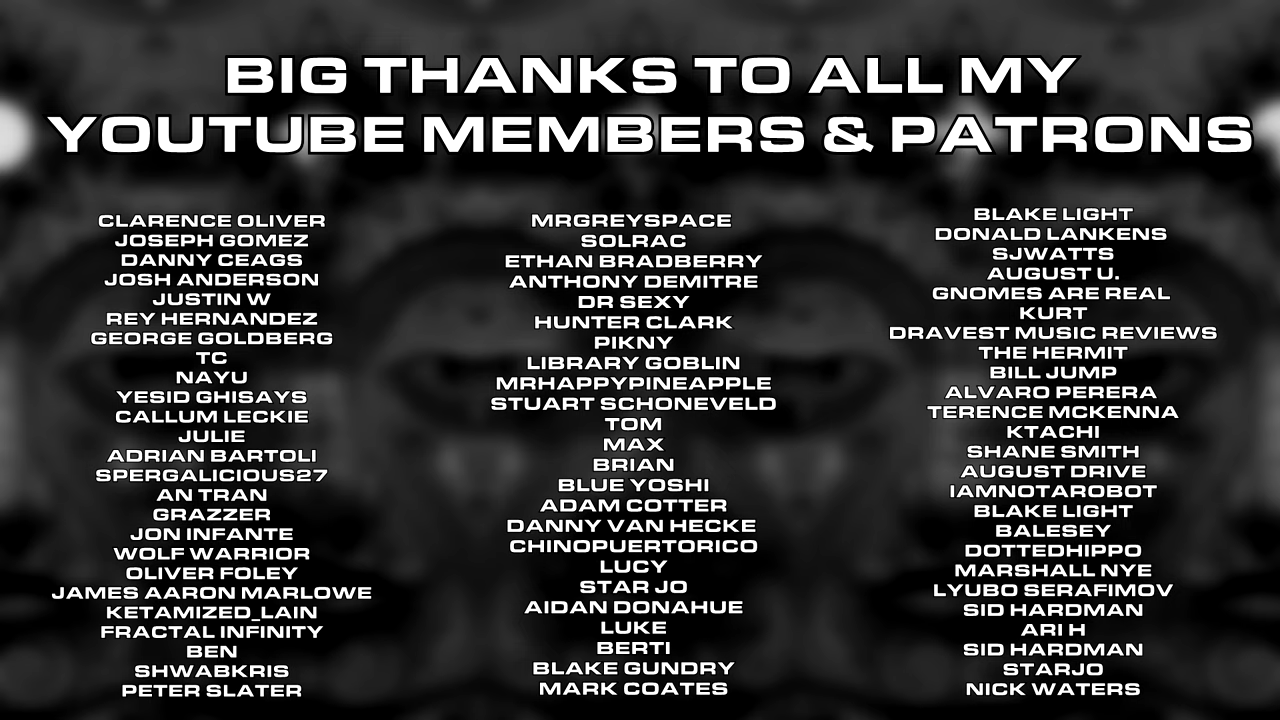 BIG THANKS TO ALL MY
YOUTUBE MEMBERS & PATRONS
CLARENCE OLIVER
JOSEPH GOMEZ
DANNY CEAGS
JOSH ANDERSON
JUSTIN W
REY HERNANDEZ
GEORGE GOLDBERG
TC
NAYU
YESID GHISAYS
CALLUM LECKIE
JULIE
ADRIAN BARTOLI
SPERGALICIOUS27
AN TRAN
GRAZZER
JON INFANTE
WOLF WARRIOR
OLIVER FOLEY
JAMES AARON MARLOWE
KETAMIZED_LAIN
FRACTAL INFINITY
BEN
SHWABKRIS
PETER SLATER
MRGREYSPACE
SOLRAC
ETHAN BRADBERRY
ANTHONY DEMITRE
DR SEXY
HUNTER CLARK
PIKNY
LIBRARY GOBLIN
MRHAPPYPINEAPPLE
STUART SCHONEVELD
TOM
MAX
BRIAN
BLUE YOSHI
ADAM COTTER
DANNY VAN HECKE
CHINOPUERTORICO
LUCY
STAR JO
AIDAN DONAHUE
LUKE
BERTI
BLAKE GUNDRY
MARK COATES
BLAKE LIGHT
DONALD LANKENS
SJWATTS
AUGUST U.
GNOMES ARE REAL
KURT
DRAVEST MUSIC REVIEWS
THE HERMIT
BILL JUMP
ALVARO PERERA
TERENCE MCKENNA
KTACHI
SHANE SMITH
AUGUST DRIVE
IAMNOTAROBOT
BLAKE LIGHT
BALESEY
DOTTEDHIPPO
MARSHALL NYE
LYUBO SERAFIMOV
SID HARDMAN
ARI H
SID HARDMAN
STARJO
NICK WATERS